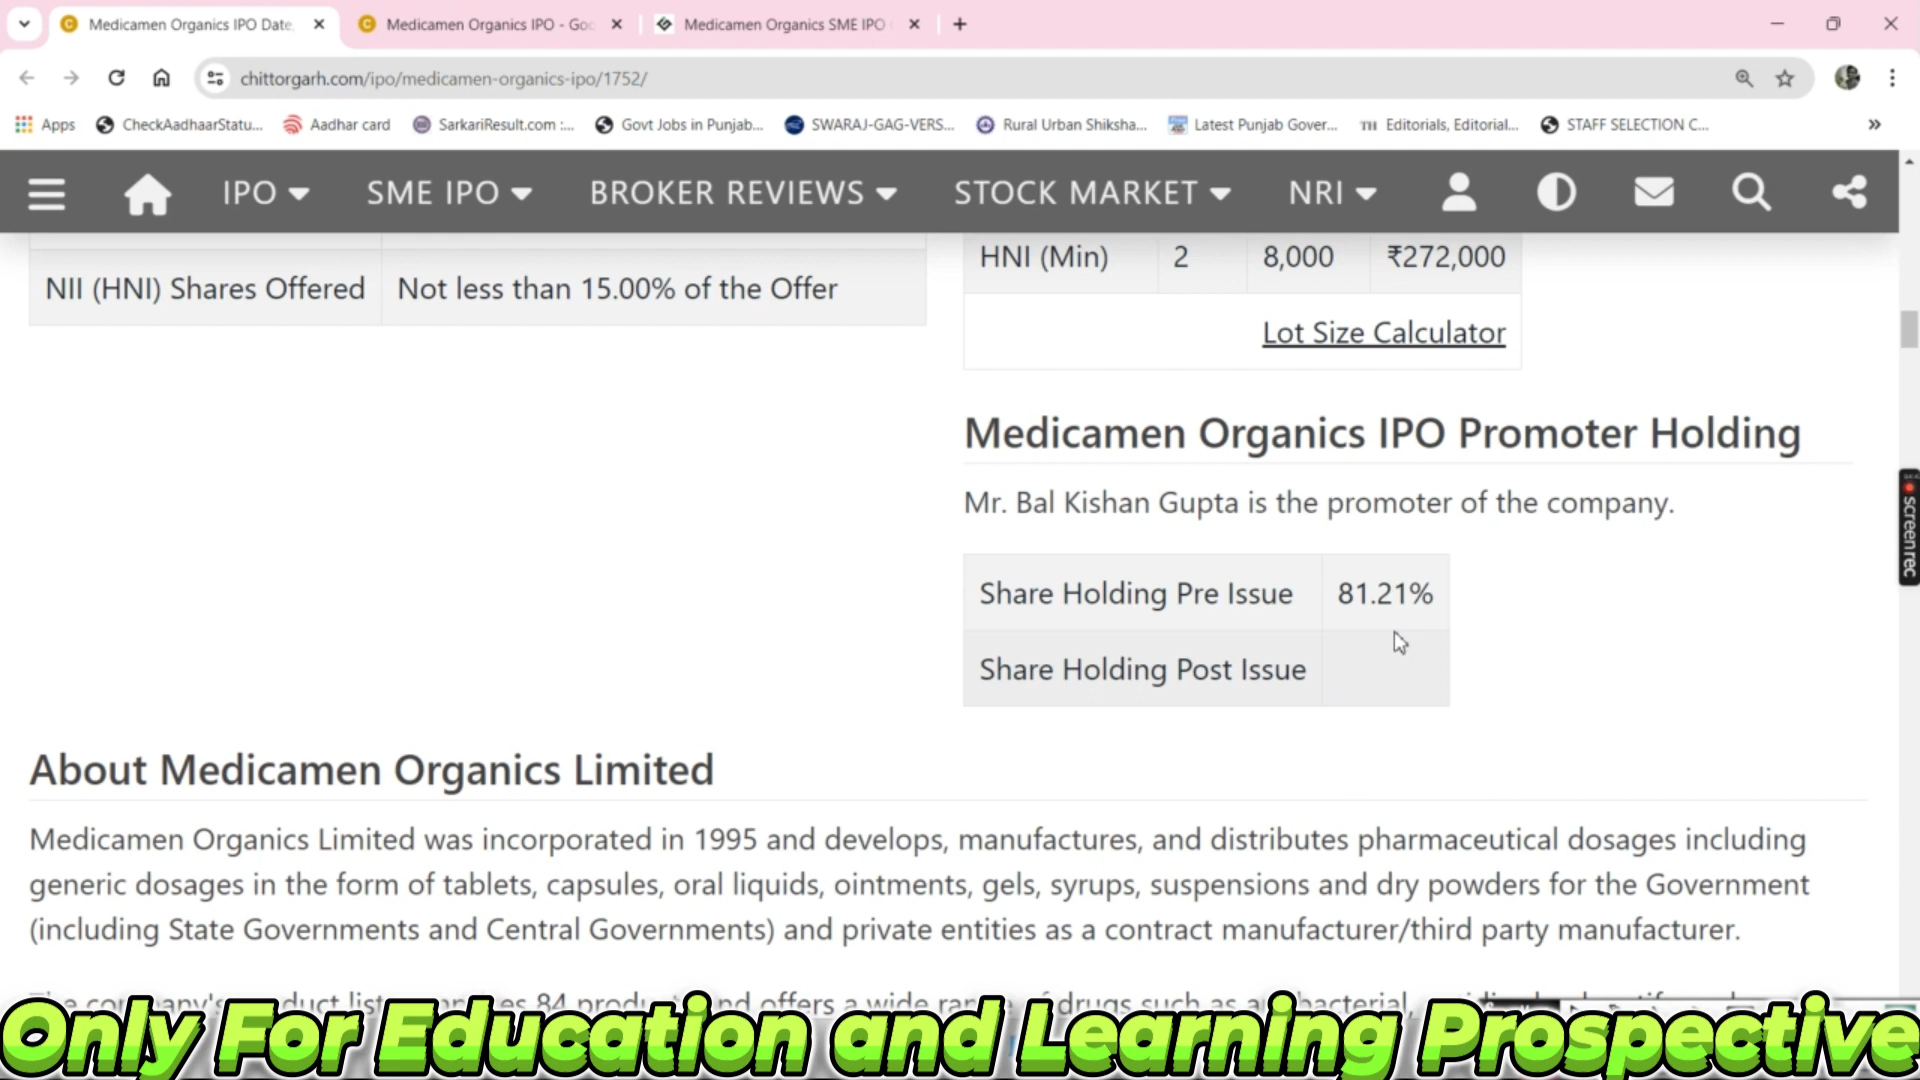 Medicamen Organics IPO Date,
Medicamen Organics IPO - Goo
Medicamen Organics SME IPO
chittorgarh.com/ipo/medicamen-organics-ipo/1752/
Apps
CheckAadhaarStatu...
Aadhar card
SarkariResult.com :...
Govt Jobs in Punjab...
SWARAJ-GAG-VERS...
Rural Urban Shiksha...
Latest Punjab Gover...
TH Editorials, Editorial...
STAFF SELECTION C...
IPO
SME IPO
BROKER REVIEWS
STOCK MARKET
NRI
NII (HNI) Shares Offered Not less than 15.00% of the Offer
HNI (Min) 2 8,000 ₹272,000
Lot Size Calculator
Medicamen Organics IPO Promoter Holding
Mr. Bal Kishan Gupta is the promoter of the company.
Share Holding Pre Issue 81.21%
Share Holding Post Issue
screenrec
About Medicamen Organics Limited
Medicamen Organics Limited was incorporated in 1995 and develops, manufactures, and distributes pharmaceutical dosages including
generic dosages in the form of tablets, capsules, oral liquids, ointments, gels, syrups, suspensions and dry powders for the Government
(including State Governments and Central Governments) and private entities as a contract manufacturer/third party manufacturer.
84 offers a wide drugs such as
Only For Education and Learning Prospective